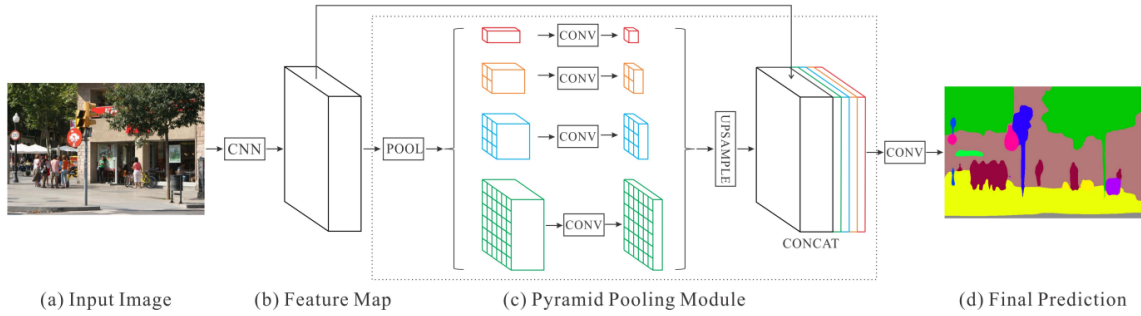 CNN
POOL
CONV
CONV
CONV
CONV
UPSAMPLE
CONCAT
CONV
(a) Input Image
(b) Feature Map
(c) Pyramid Pooling Module
(d) Final Prediction